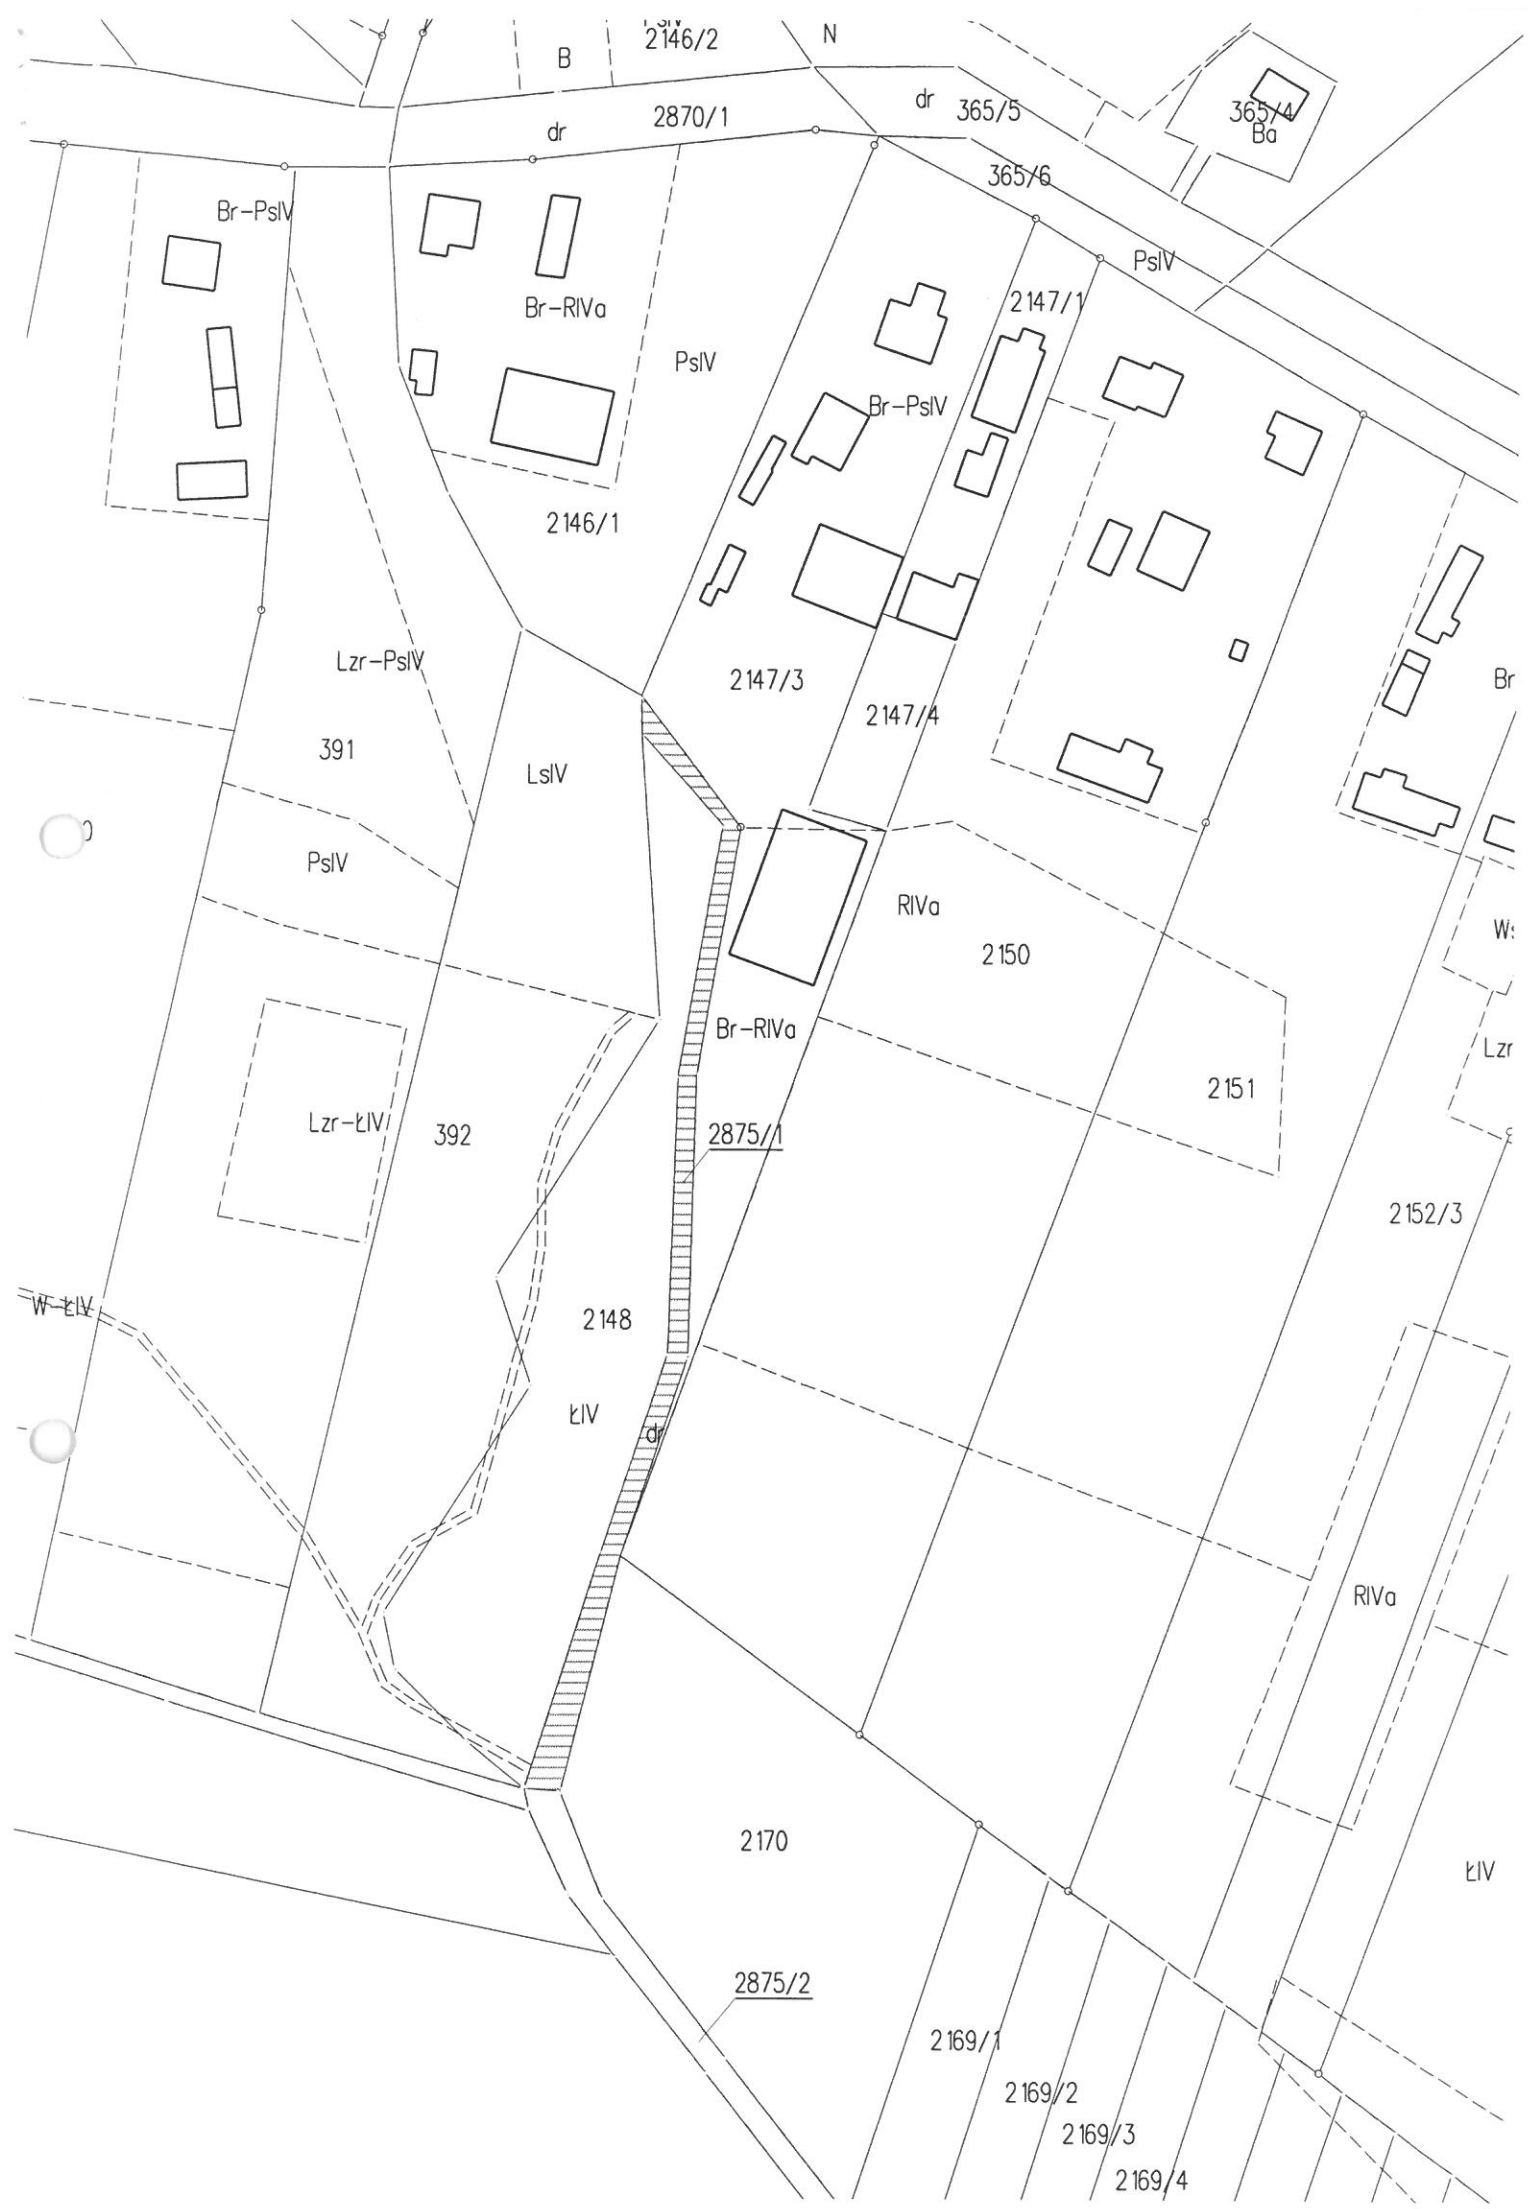 2146/2
N
B
dr
365/5
365/4
Ba
2870/1
dr
365/6
Br-PsIV
PsIV
2147/1
Br-RIVa
PsIV
Br-PsIV
2146/1
Lzr-PsIV
2147/3
Br
2147/4
391
LsIV
PsIV
RIVa
2150
Br-RIVa
Lzr
2151
Lzr-ŁIV
392
2875/1
2152/3
W-ŁIV
2148
ŁIV
dr
RIVa
2170
ŁIV
2875/2
2169/1
2169/2
2169/3
2169/4